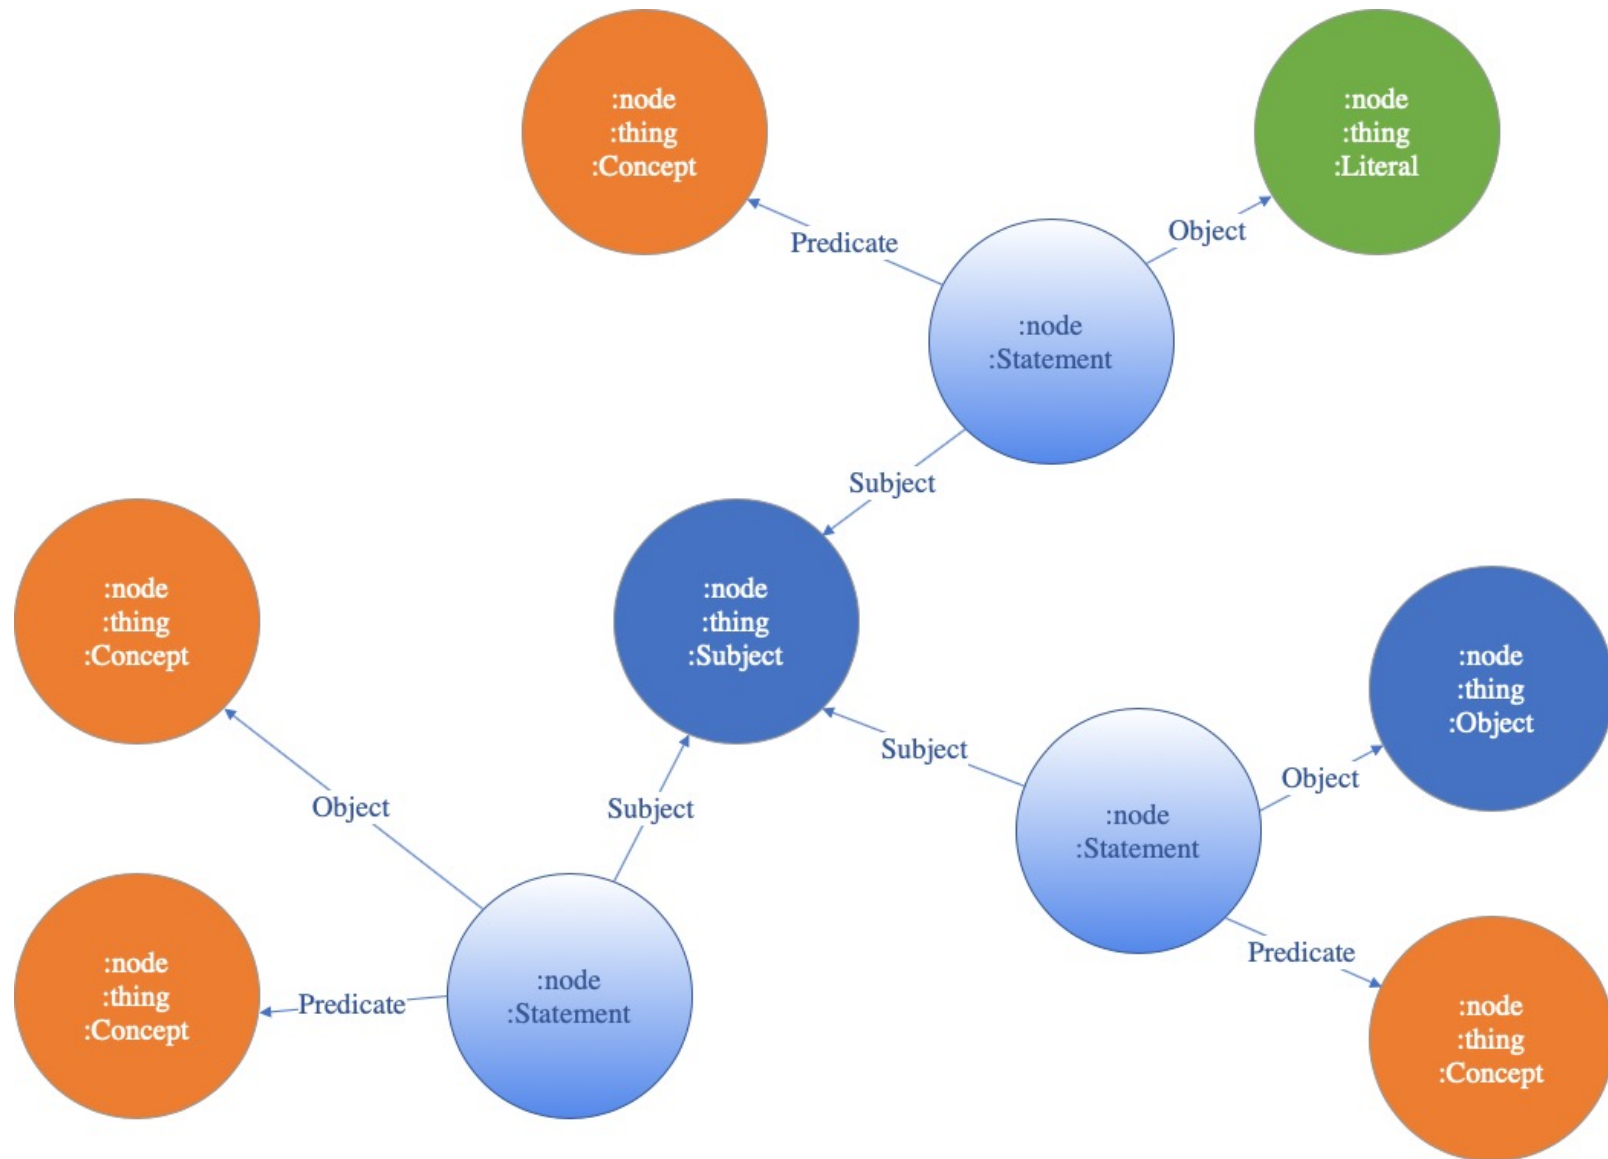 :node
:thing
:Concept
:node
:thing
:Literal
Predicate
Object
:node
:Statement
Subject
:node
:thing
:Concept
:node
:thing
:Subject
:node
:thing
:Object
Subject
Object
Object
Subject
:node
:Statement
:node
:thing
:Concept
Predicate
:node
:Statement
Predicate
:node
:thing
:Concept